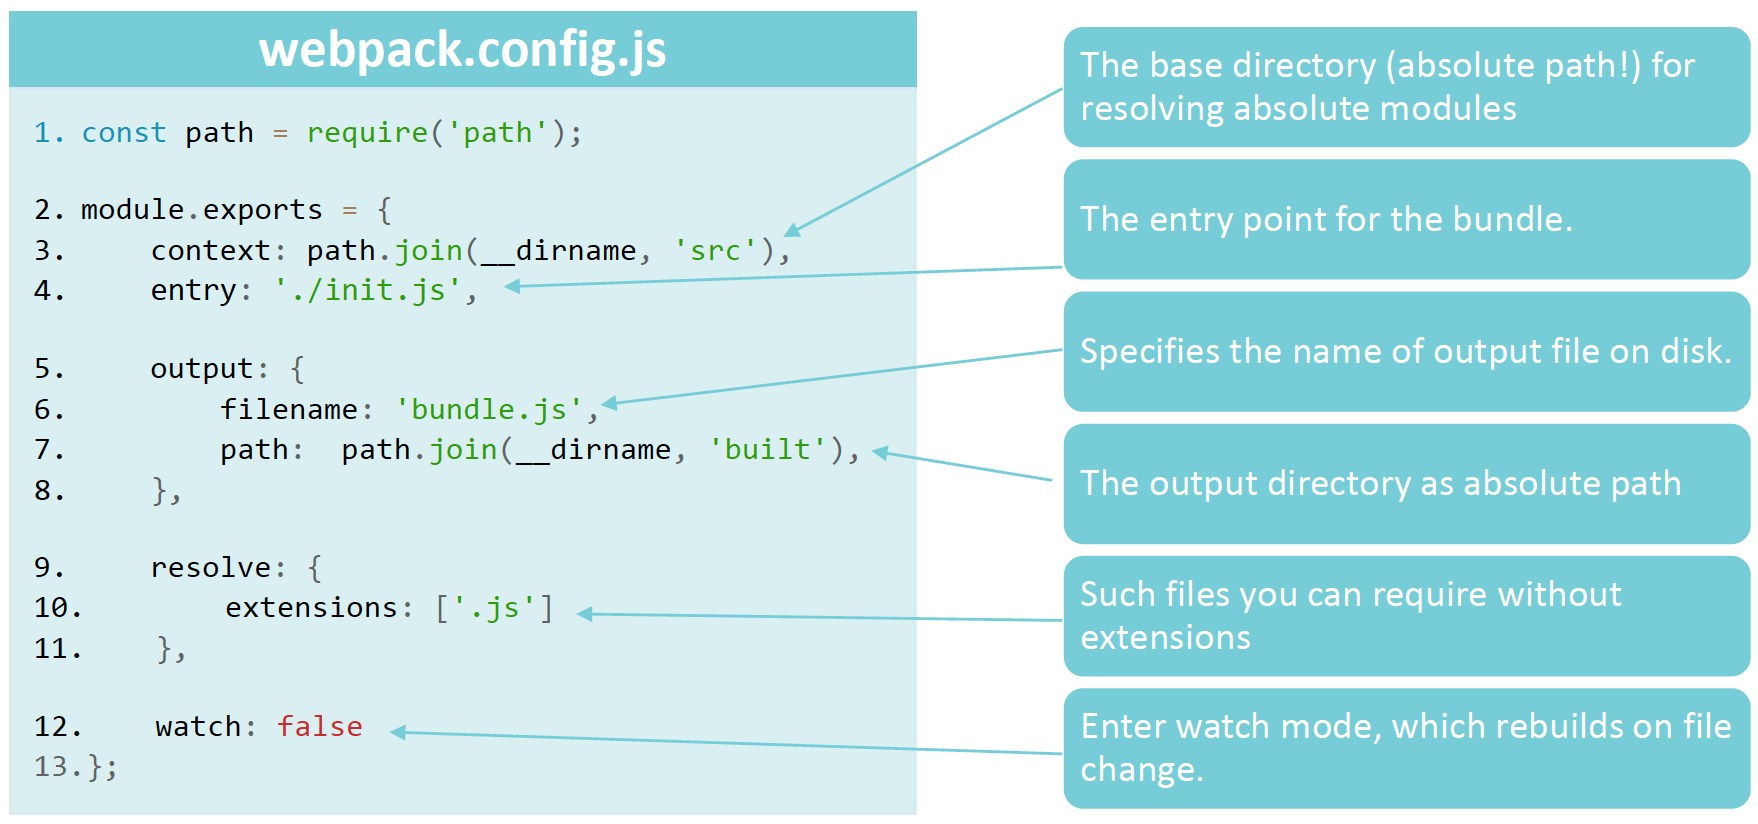 webpack.config.js
1. const path = require('path');
2. module.exports = {
3. context: path.join(__dirname, 'src'),
4. entry: './init.js',
5. output: {
6. filename: 'bundle.js',
7. path: path.join(__dirname, 'built'),
8. },
9. resolve: {
10. extensions: ['.js']
11. },
12. watch: false
13.};
The base directory (absolute path!) for
resolving absolute modules
The entry point for the bundle.
Specifies the name of output file on disk.
The output directory as absolute path
Such files you can require without
extensions
Enter watch mode, which rebuilds on file
change.